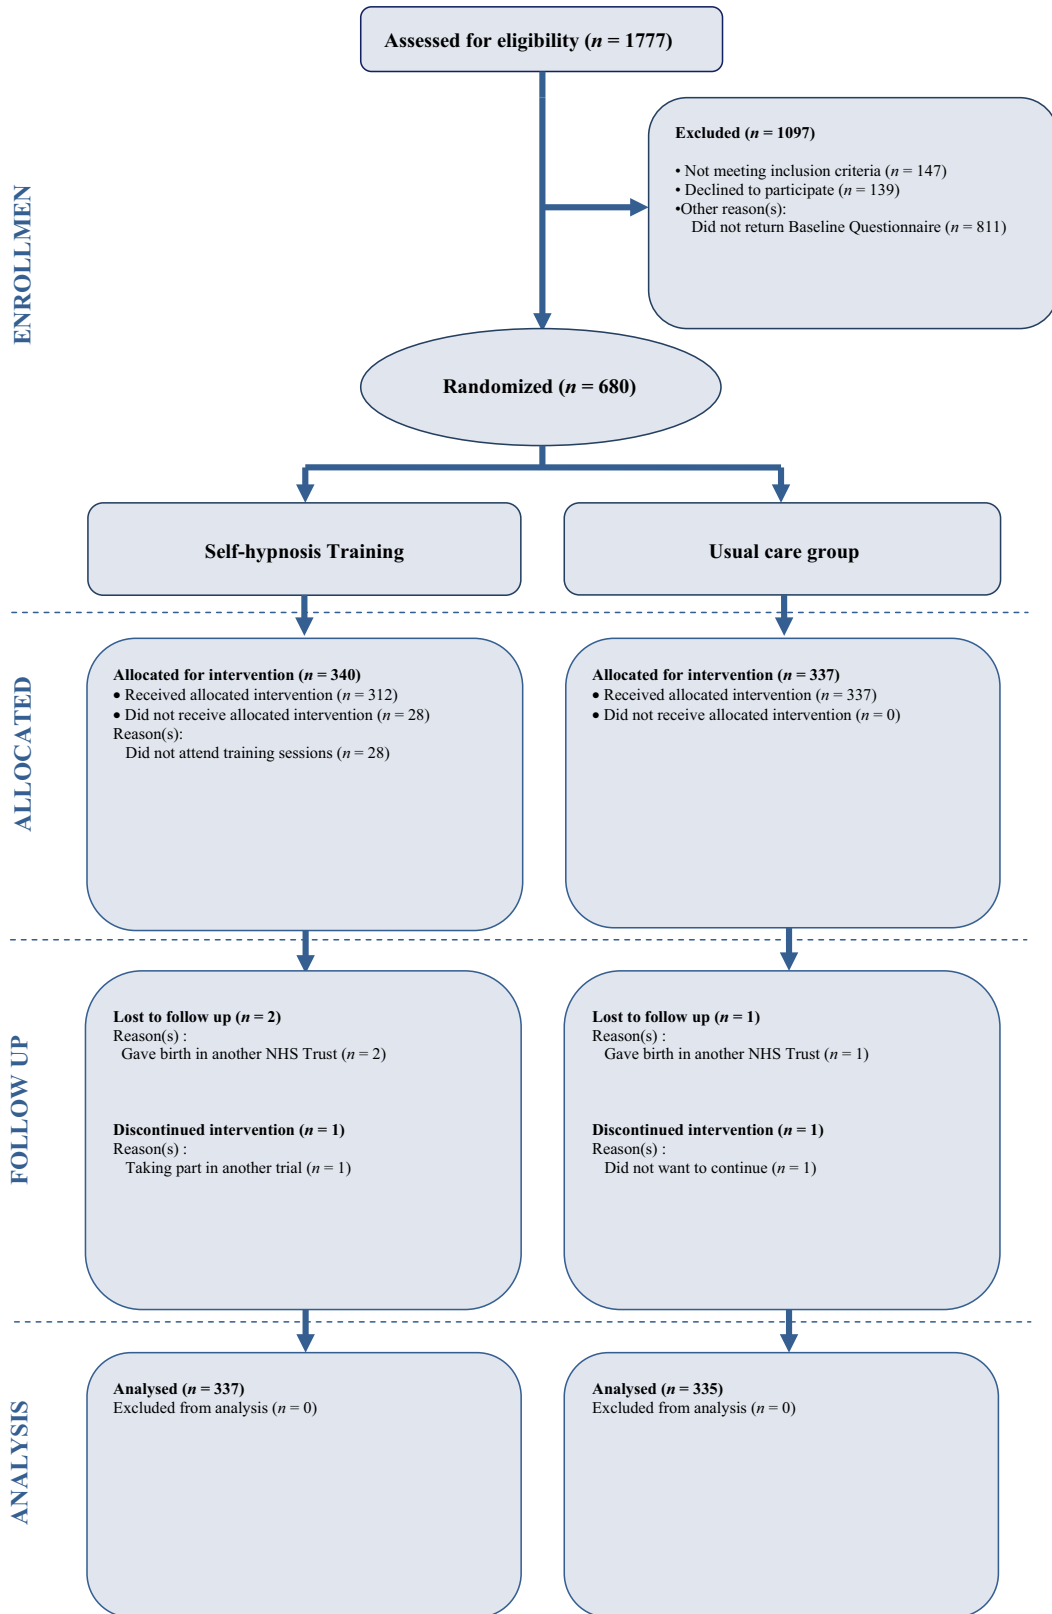 Assessed for eligibility (n = 1777)
Excluded (n = 1097)
• Not meeting inclusion criteria (n = 147)
• Declined to participate (n = 139)
•Other reason(s):
Did not return Baseline Questionnaire (n = 811)
ENROLLMEN
Randomized (n = 680)
Self-hypnosis Training
Usual care group
ALLOCATED
Allocated for intervention (n = 340)
• Received allocated intervention (n = 312)
• Did not receive allocated intervention (n = 28)
Reason(s):
Did not attend training sessions (n = 28)
Allocated for intervention (n = 337)
• Received allocated intervention (n = 337)
• Did not receive allocated intervention (n = 0)
FOLLOW UP
Lost to follow up (n = 2)
Reason(s) :
Gave birth in another NHS Trust (n = 2)
Discontinued intervention (n = 1)
Reason(s) :
Taking part in another trial (n = 1)
Lost to follow up (n = 1)
Reason(s) :
Gave birth in another NHS Trust (n = 1)
Discontinued intervention (n = 1)
Reason(s) :
Did not want to continue (n = 1)
ANALYSIS
Analysed (n = 337)
Excluded from analysis (n = 0)
Analysed (n = 335)
Excluded from analysis (n = 0)